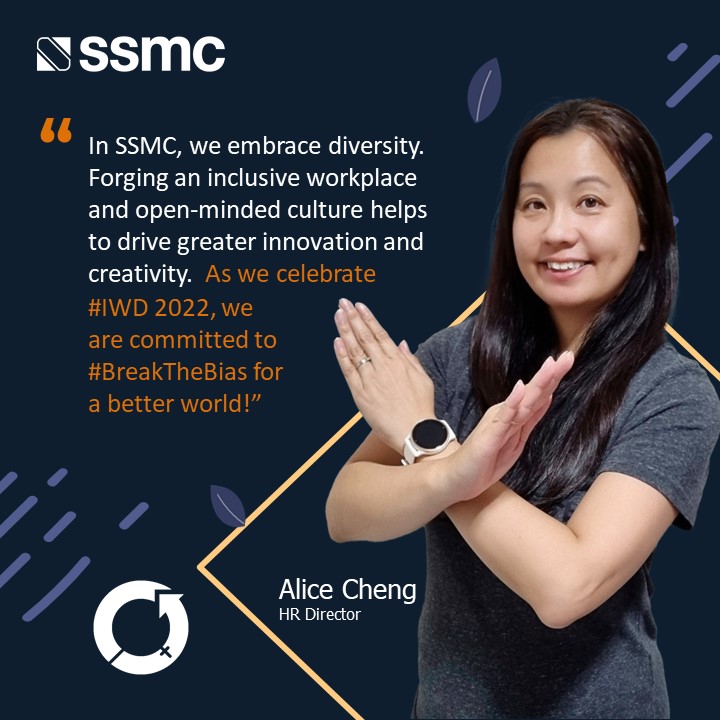 ssmc
“ In SSMC, we embrace diversity.
Forging an inclusive workplace
and open-minded culture helps
to drive greater innovation and
creativity. As we celebrate
#IWD 2022, we
are committed to
#BreakTheBias for
a better world!”
Alice Cheng
HR Director